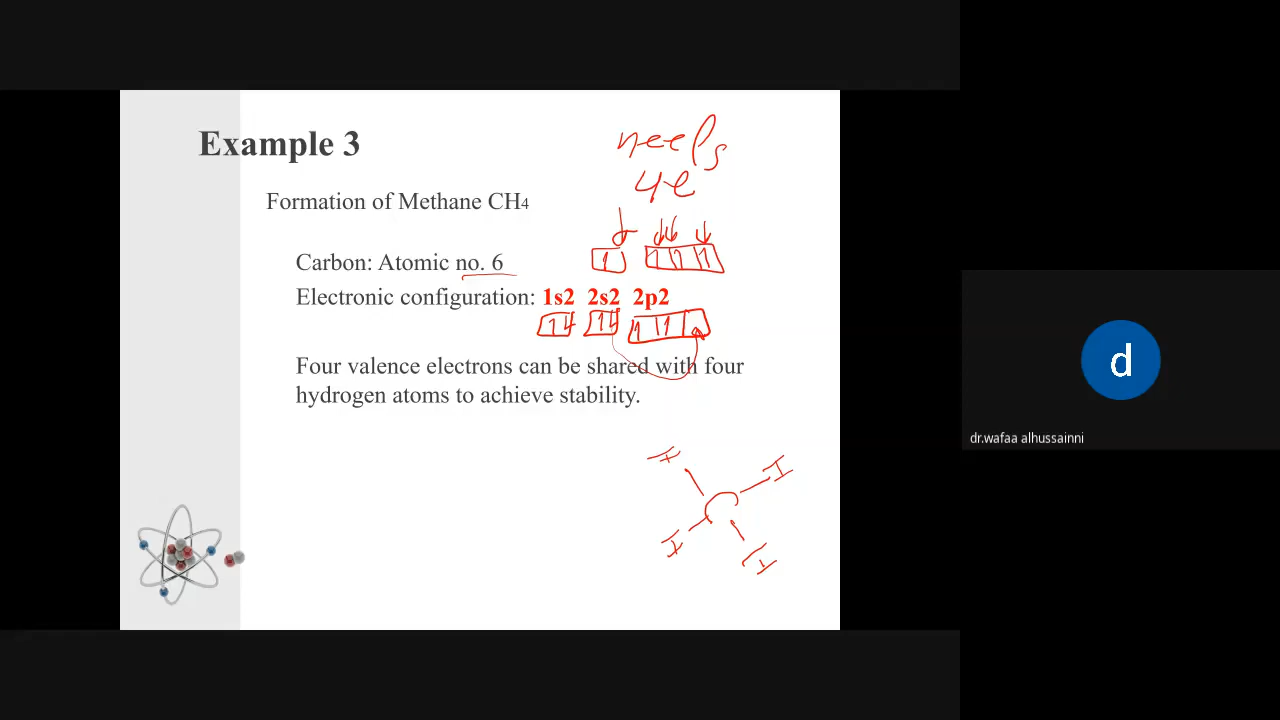 Example 3
needs
4e
Formation of Methane CH4
Carbon: Atomic no. 6
Electronic configuration: 1s2 2s2 2p2
Four valence electrons can be shared with four
hydrogen atoms to achieve stability.
H H
C
H H
d
dr.wafaa alhussainni